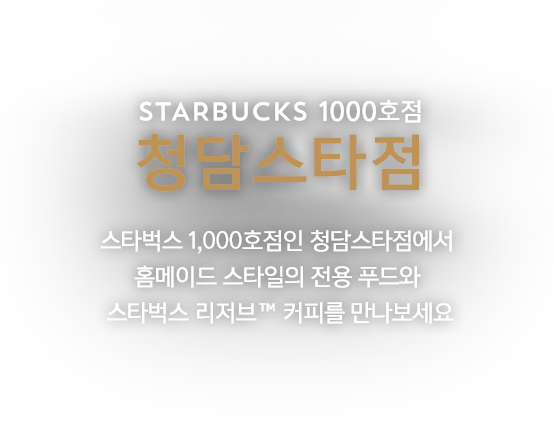 STARBUCKS 1000호점
청담스타점
스타벅스 1,000호점인 청담스타점에서
홈메이드 스타일의 전용 푸드와
스타벅스 리저브™ 커피를 만나보세요